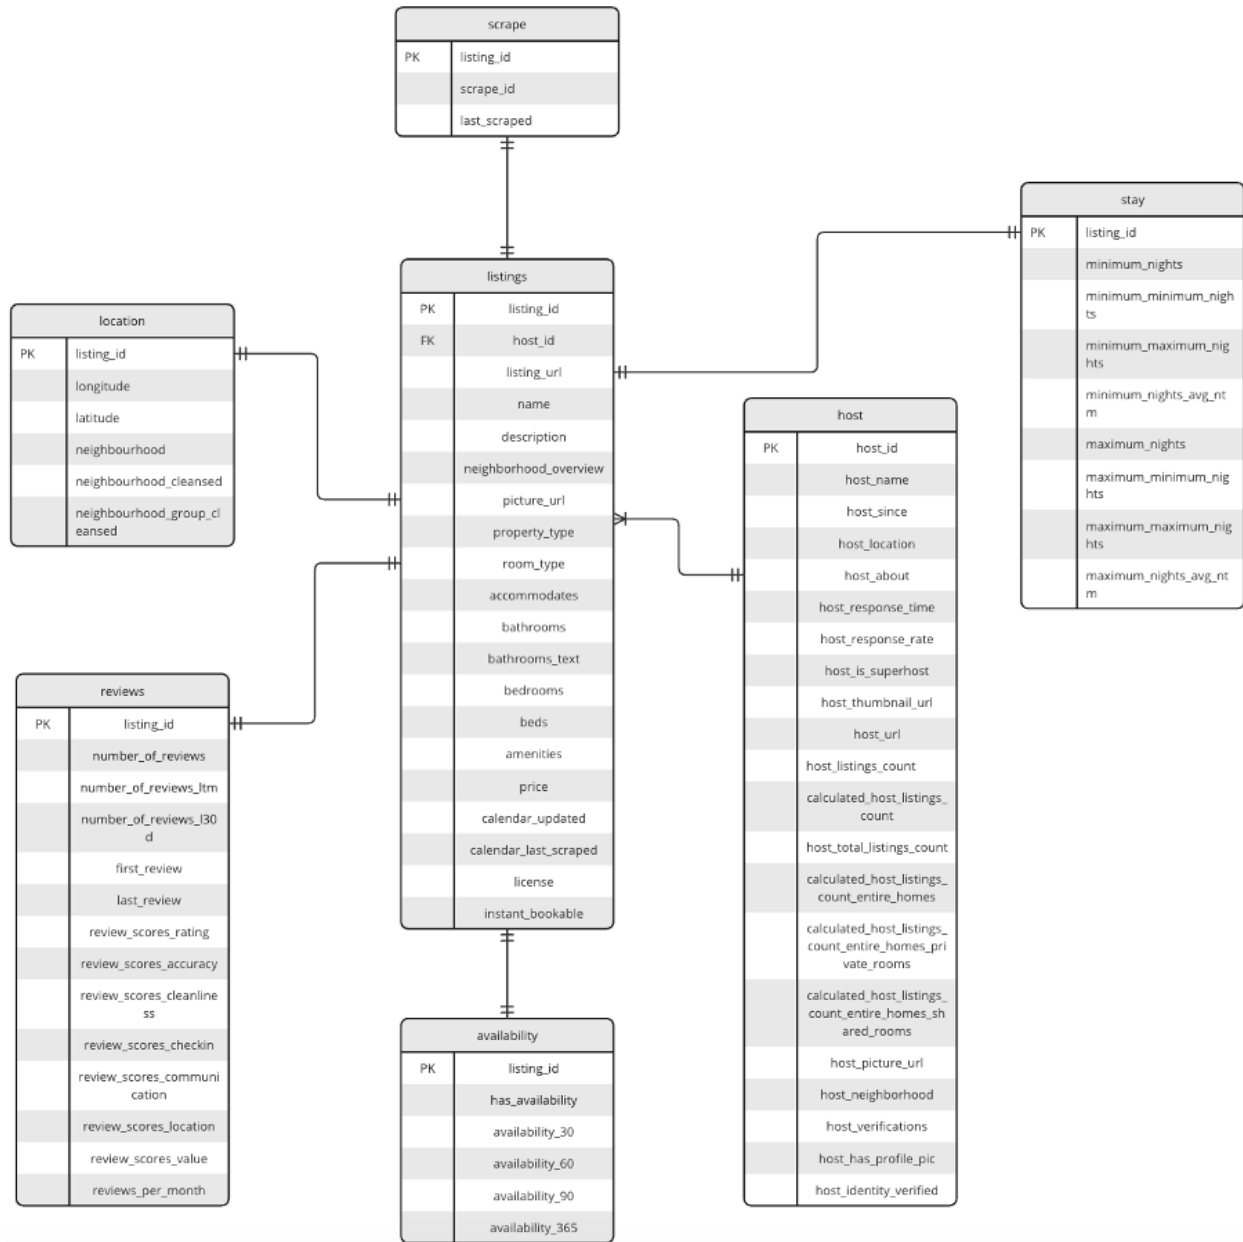 scrape
PK listing_id
scrape_id
last_scraped
stay
PK listing_id
minimum_nights
minimum_minimum_nigh
ts
minimum_maximum_nig
hts
minimum_nights_avg_nt
m
maximum_nights
maximum_minimum_nig
hts
maximum_maximum_nig
hts
maximum_nights_avg_nt
m
listings
PK listing_id
FK host_id
listing_url
name
description
neighborhood_overview
picture_url
property_type
room_type
accommodates
bathrooms
bathrooms_text
bedrooms
beds
amenities
price
calendar_updated
calendar_last_scraped
license
instant_bookable
location
PK listing_id
longitude
latitude
neighbourhood
neighbourhood_cleansed
neighbourhood_group_cl
eansed
host
PK host_id
host_name
host_since
host_location
host_about
host_response_time
host_response_rate
host_is_superhost
host_thumbnail_url
host_url
host_listings_count
calculated_host_listings_
count
host_total_listings_count
calculated_host_listings_
count_entire_homes
calculated_host_listings_
count_entire_homes_pri
vate_rooms
calculated_host_listings_
count_entire_homes_sh
ared_rooms
host_picture_url
host_neighborhood
host_verifications
host_has_profile_pic
host_identity_verified
reviews
PK listing_id
number_of_reviews
number_of_reviews_ltm
number_of_reviews_l30
d
first_review
last_review
review_scores_rating
review_scores_accuracy
review_scores_cleanline
ss
review_scores_checkin
review_scores_communi
cation
review_scores_location
review_scores_value
reviews_per_month
availability
PK listing_id
has_availability
availability_30
availability_60
availability_90
availability_365